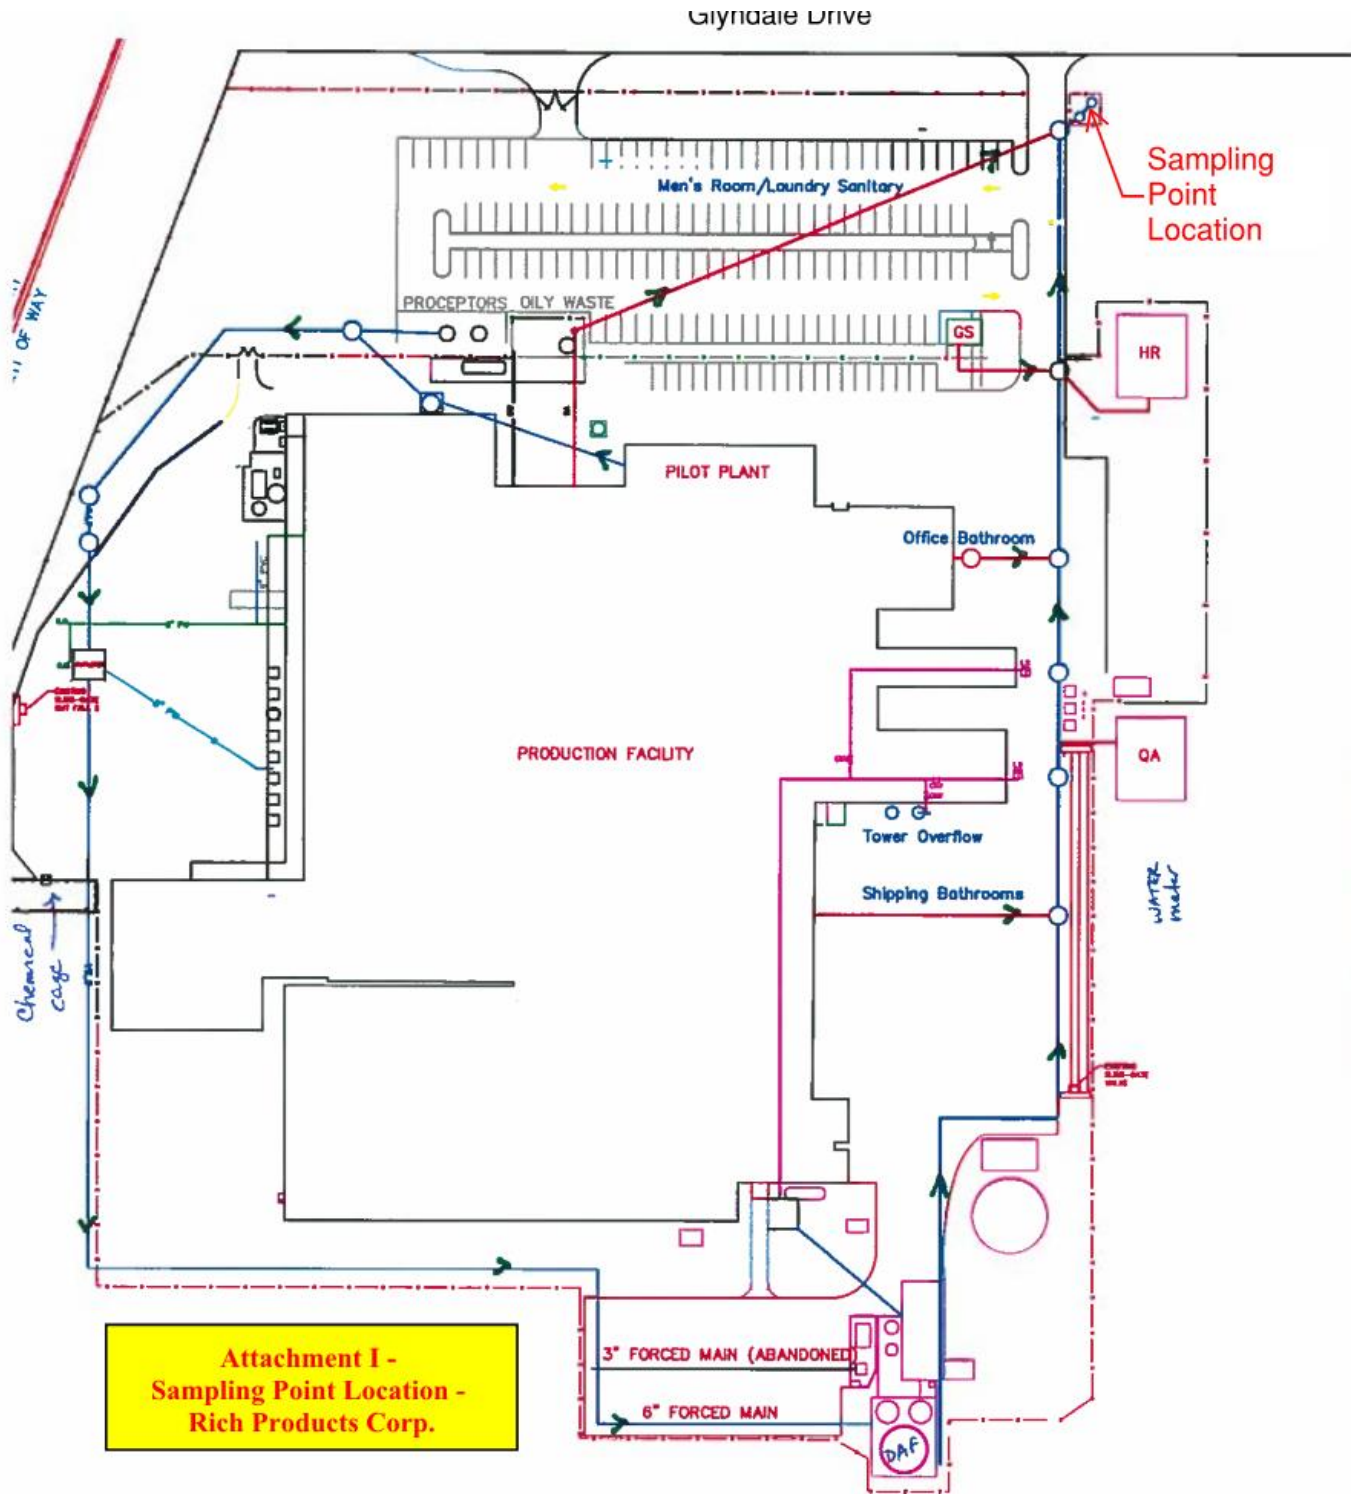 Glyndale Drive
Sampling
Point
Location
Men's Room/Laundry Sanitary
OF WAY
PROCEPTORS OILY WASTE
GS
HR
PILOT PLANT
Office Bathroom
PRODUCTION FACILITY
QA
Tower Overflow
Shipping Bathrooms
WATER
meter
Chemical
cage
3" FORCED MAIN (ABANDONED)
6" FORCED MAIN
DAF
Attachment I -
Sampling Point Location -
Rich Products Corp.